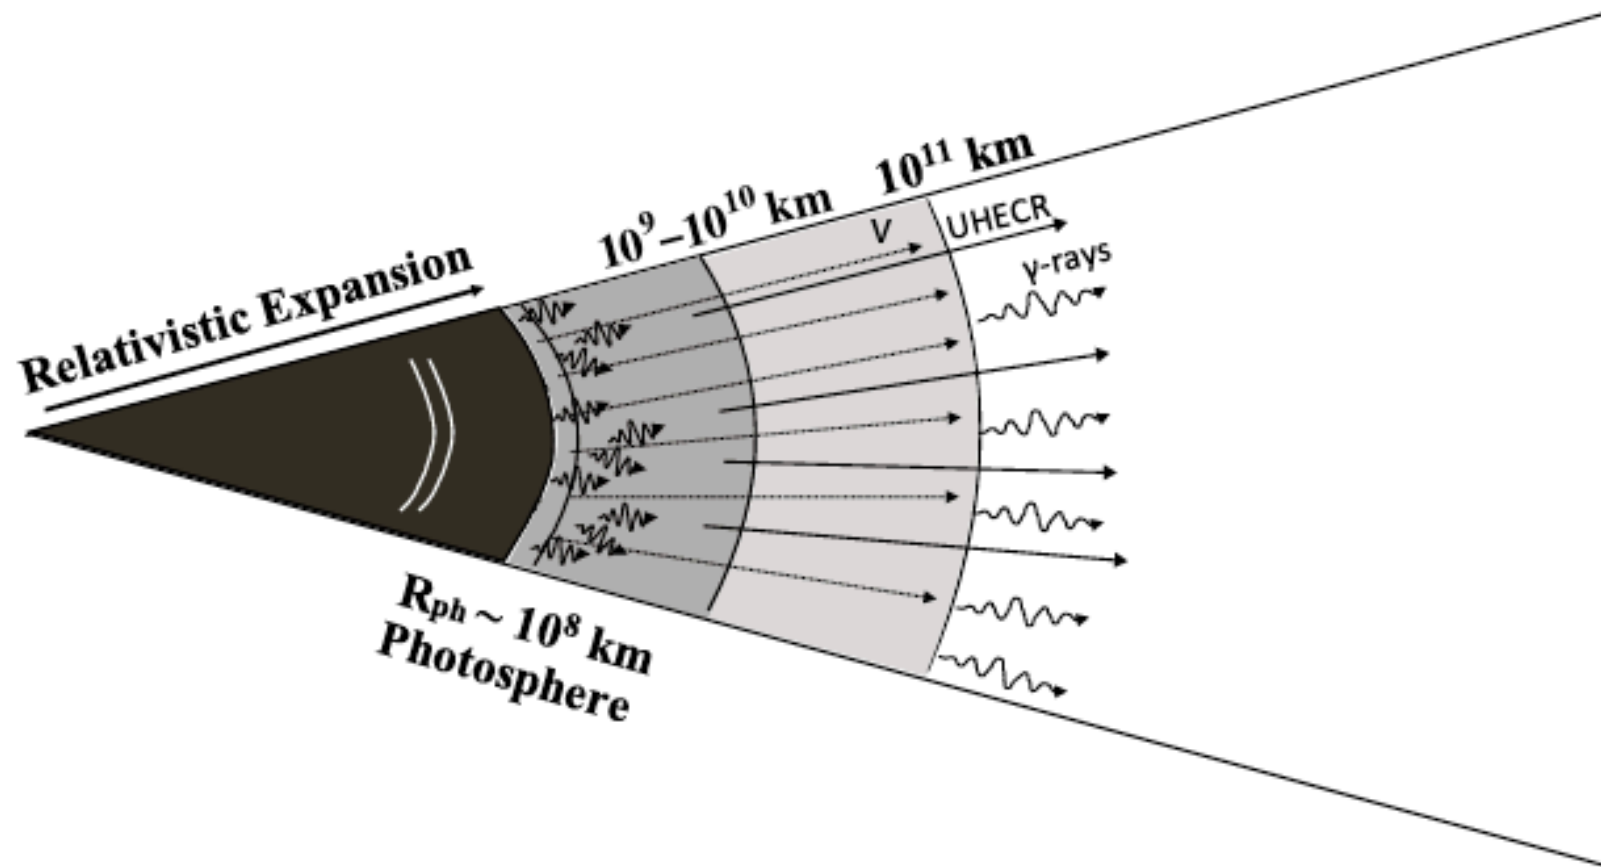 Relativistic Expansion
10⁹–10¹⁰ km
10¹¹ km
ν
UHECR
γ-rays
Rₚₕ ~ 10⁸ km
Photosphere